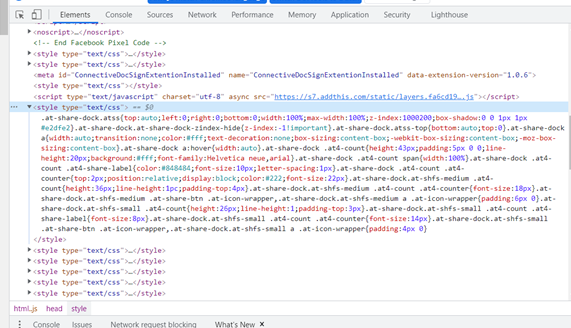 Elements Console Sources Network Performance Memory Application Security Lighthouse
<noscript>…</noscript>
<!-- End Facebook Pixel Code -->
<style type="text/css">…</style>
<style type="text/css">…</style>
<meta id="ConnectiveDocSignExtentionInstalled" name="ConnectiveDocSignExtentionInstalled" data-extension-version="1.0.6">
<style type="text/css"></style>
<script type="text/javascript" charset="utf-8" async src="https://s7.addthis.com/static/layers.fa6cd19….js"></script>
<style type="text/css"> == $0
.at-share-dock.atss{top:auto;left:0;right:0;bottom:0;width:100%;max-width:100%;z-index:1000200;box-shadow:0 0 1px 1px
#e2dfe2}.at-share-dock.at-share-dock-zindex-hide{z-index:-1!important}.at-share-dock.atss-top{bottom:auto;top:0}.at-share-dock
a{width:auto;transition:none;color:#fff;text-decoration:none;box-sizing:content-box;-webkit-box-sizing:content-box;-moz-box-
sizing:content-box}.at-share-dock a:hover{width:auto}.at-share-dock .at4-count{height:43px;padding:5px 0 0;line-
height:20px;background:#fff;font-family:Helvetica neue,arial}.at-share-dock .at4-count span{width:100%}.at-share-dock .at4-
count .at4-share-label{color:#848484;font-size:10px;letter-spacing:1px}.at-share-dock .at4-count .at4-
counter{top:2px;position:relative;display:block;color:#222;font-size:22px}.at-share-dock.at-shfs-medium .at4-
count{height:36px;line-height:1pc;padding-top:4px}.at-share-dock.at-shfs-medium .at4-count .at4-counter{font-size:18px}.at-
share-dock.at-shfs-medium .at-share-btn .at-icon-wrapper,.at-share-dock.at-shfs-medium a .at-icon-wrapper{padding:6px 0}.at-
share-dock.at-shfs-small .at4-count{height:26px;line-height:1;padding-top:3px}.at-share-dock.at-shfs-small .at4-count .at4-
share-label{font-size:8px}.at-share-dock.at-shfs-small .at4-count .at4-counter{font-size:14px}.at-share-dock.at-shfs-small
.at-share-btn .at-icon-wrapper,.at-share-dock.at-shfs-small a .at-icon-wrapper{padding:4px 0}
</style>
<style type="text/css">…</style>
<style type="text/css">…</style>
<style type="text/css">…</style>
<style type="text/css">…</style>
<style type="text/css">…</style>
html.js head style
Console Issues Network request blocking What's New ×